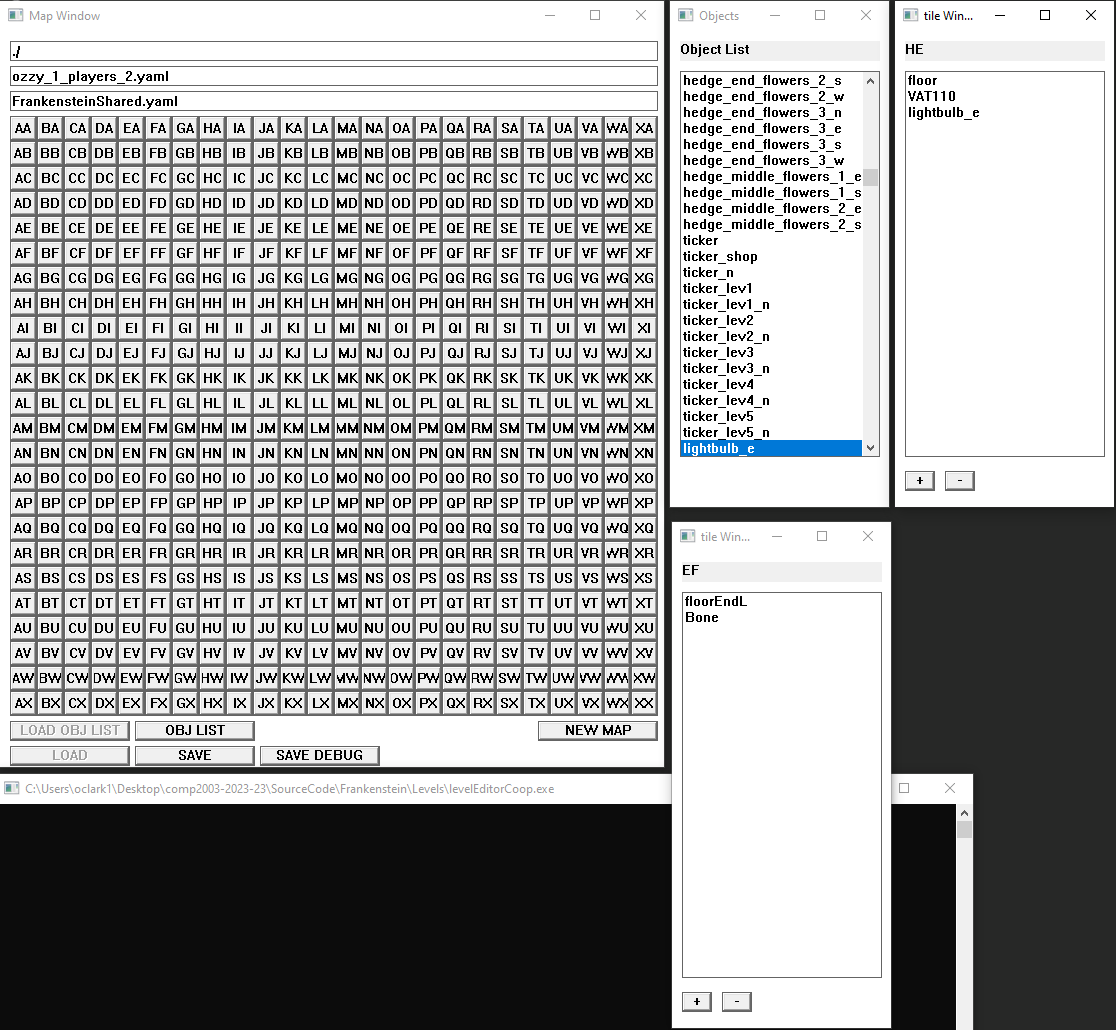 Map Window
./
ozzy_1_players_2.yaml
FrankensteinShared.yaml
AA BA CA DA EA FA GA HA IA JA KA LA MA NA OA PA QA RA SA TA UA VA WA XA
AB BB CB DB EB FB GB HB IB JB KB LB MB NB OB PB QB RB SB TB UB VB WB XB
AC BC CC DC EC FC GC HC IC JC KC LC MC NC OC PC QC RC SC TC UC VC WC XC
AD BD CD DD ED FD GD HD ID JD KD LD MD ND OD PD QD RD SD TD UD VD WD XD
AE BE CE DE EE FE GE HE IE JE KE LE ME NE OE PE QE RE SE TE UE VE WE XE
AF BF CF DF EF FF GF HF IF JF KF LF MF NF OF PF QF RF SF TF UF VF WF XF
AG BG CG DG EG FG GG HG IG JG KG LG MG NG OG PG QG RG SG TG UG VG WG XG
AH BH CH DH EH FH GH HH IH JH KH LH MH NH OH PH QH RH SH TH UH VH WH XH
AI BI CI DI EI FI GI HI II JI KI LI MI NI OI PI QI RI SI TI UI VI WI XI
AJ BJ CJ DJ EJ FJ GJ HJ IJ JJ KJ LJ MJ NJ OJ PJ QJ RJ SJ TJ UJ VJ WJ XJ
AK BK CK DK EK FK GK HK IK JK KK LK MK NK OK PK QK RK SK TK UK VK WK XK
AL BL CL DL EL FL GL HL IL JL KL LL ML NL OL PL QL RL SL TL UL VL WL XL
AM BM CM DM EM FM GM HM IM JM KM LM MM NM OM PM QM RM SM TM UM VM WM XM
AN BN CN DN EN FN GN HN IN JN KN LN MN NN ON PN QN RN SN TN UN VN WN XN
AO BO CO DO EO FO GO HO IO JO KO LO MO NO OO PO QO RO SO TO UO VO WO XO
AP BP CP DP EP FP GP HP IP JP KP LP MP NP OP PP QP RP SP TP UP VP WP XP
AQ BQ CQ DQ EQ FQ GQ HQ IQ JQ KQ LQ MQ NQ OQ PQ QQ RQ SQ TQ UQ VQ WQ XQ
AR BR CR DR ER FR GR HR IR JR KR LR MR NR OR PR QR RR SR TR UR VR WR XR
AS BS CS DS ES FS GS HS IS JS KS LS MS NS OS PS QS RS SS TS US VS WS XS
AT BT CT DT ET FT GT HT IT JT KT LT MT NT OT PT QT RT ST TT UT VT WT XT
AU BU CU DU EU FU GU HU IU JU KU LU MU NU OU PU QU RU SU TU UU VU WU XU
AV BV CV DV EV FV GV HV IV JV KV LV MV NV OV PV QV RV SV TV UV VV WV XV
AW BW CW DW EW FW GW HW IW JW KW LW MW NW OW PW QW RW SW TW UW VW WW XW
AX BX CX DX EX FX GX HX IX JX KX LX MX NX OX PX QX RX SX TX UX VX WX XX
LOAD OBJ LIST OBJ LIST NEW MAP
LOAD SAVE SAVE DEBUG
Objects
Object List
hedge_end_flowers_2_s
hedge_end_flowers_2_w
hedge_end_flowers_3_n
hedge_end_flowers_3_e
hedge_end_flowers_3_s
hedge_end_flowers_3_w
hedge_middle_flowers_1_e
hedge_middle_flowers_1_s
hedge_middle_flowers_2_e
hedge_middle_flowers_2_s
ticker
ticker_shop
ticker_n
ticker_lev1
ticker_lev1_n
ticker_lev2
ticker_lev2_n
ticker_lev3
ticker_lev3_n
ticker_lev4
ticker_lev4_n
ticker_lev5
ticker_lev5_n
lightbulb_e
tile Win...
HE
floor
VAT110
lightbulb_e
+ -
tile Win...
EF
floorEndL
Bone
+ -
C:\Users\oclark1\Desktop\comp2003-2023-23\SourceCode\Frankenstein\Levels\levelEditorCoop.exe